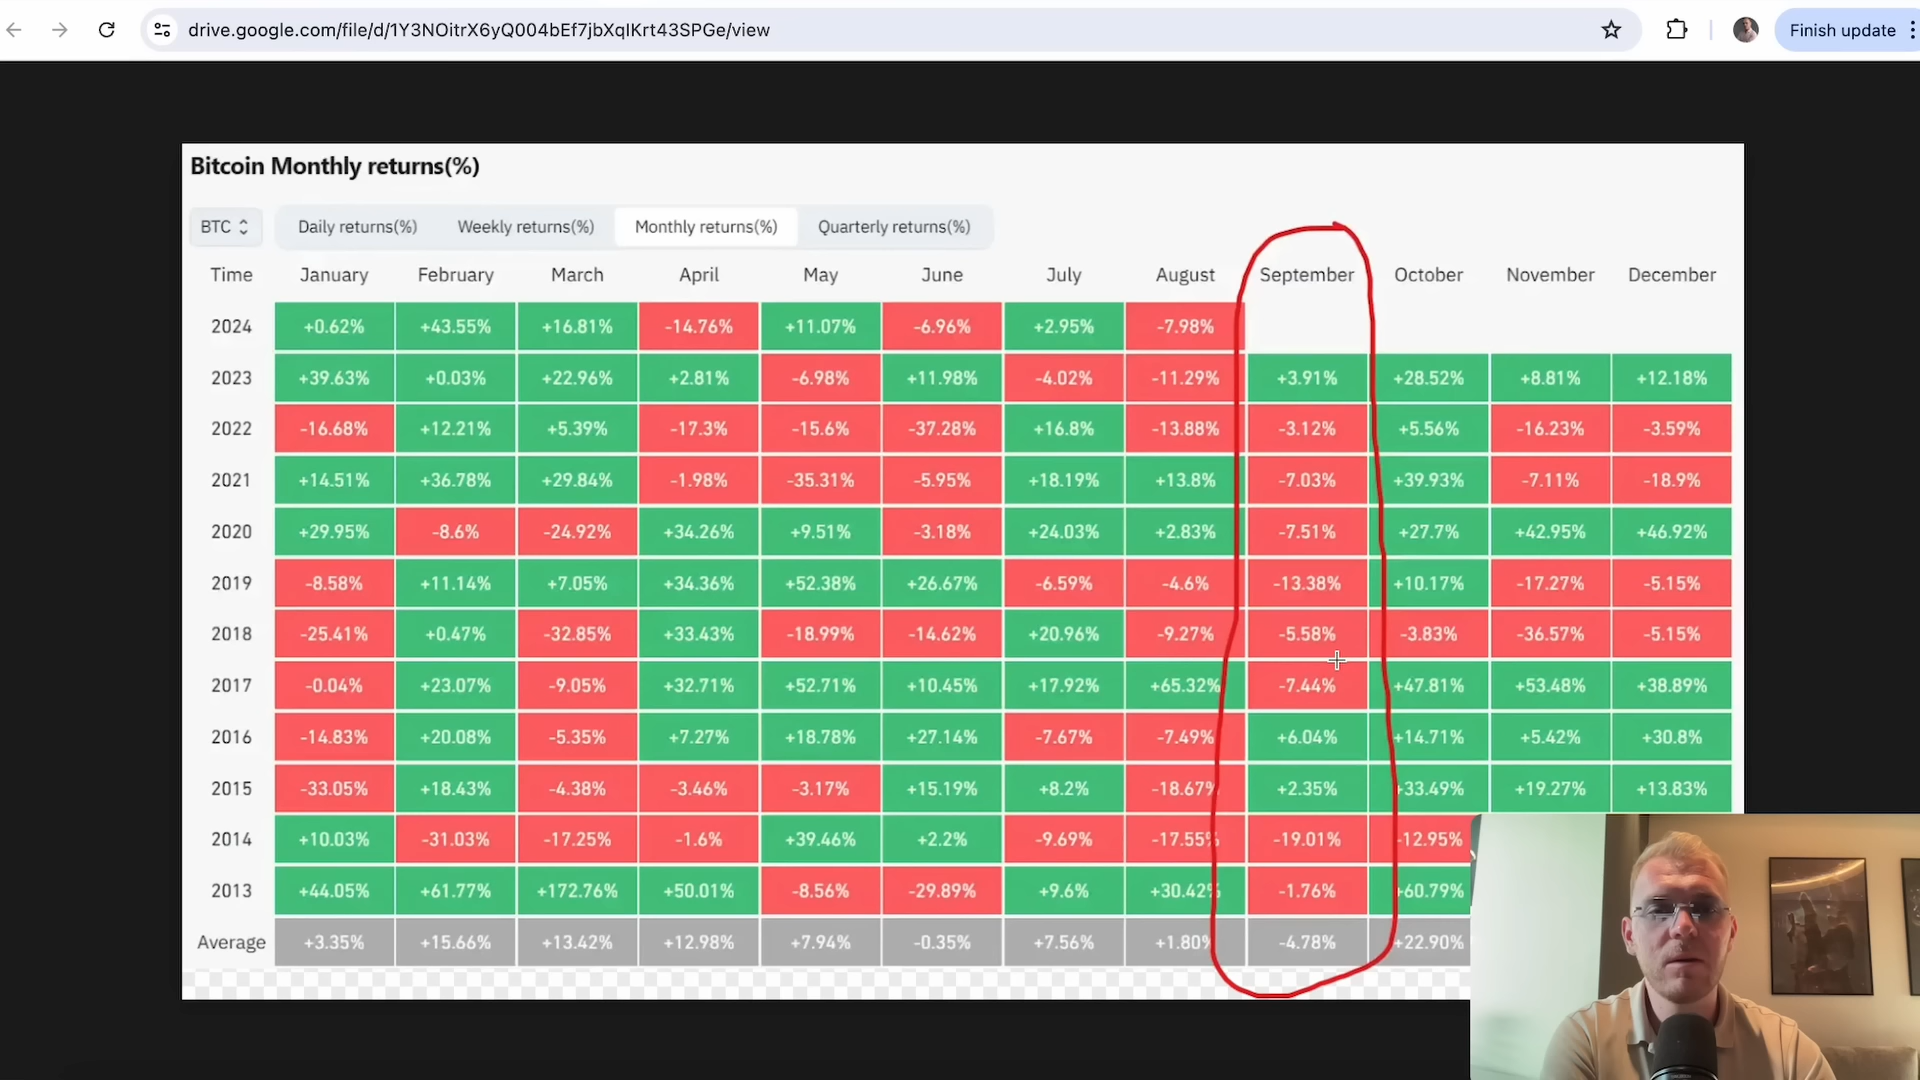 drive.google.com/file/d/1Y3NOitrX6yQ004bEf7jbXqIKrt43SPGe/view
Finish update
Bitcoin Monthly returns(%)
BTC Daily returns(%) Weekly returns(%) Monthly returns(%) Quarterly returns(%)
Time January February March April May June July August September October November December
2024 +0.62% +43.55% +16.81% -14.76% +11.07% -6.96% +2.95% -7.98%
2023 +39.63% +0.03% +22.96% +2.81% -6.98% +11.98% -4.02% -11.29% +3.91% +28.52% +8.81% +12.18%
2022 -16.68% +12.21% +5.39% -17.3% -15.6% -37.28% +16.8% -13.88% -3.12% +5.56% -16.23% -3.59%
2021 +14.51% +36.78% +29.84% -1.98% -35.31% -5.95% +18.19% +13.8% -7.03% +39.93% -7.11% -18.9%
2020 +29.95% -8.6% -24.92% +34.26% +9.51% -3.18% +24.03% +2.83% -7.51% +27.7% +42.95% +46.92%
2019 -8.58% +11.14% +7.05% +34.36% +52.38% +26.67% -6.59% -4.6% -13.38% +10.17% -17.27% -5.15%
2018 -25.41% +0.47% -32.85% +33.43% -18.99% -14.62% +20.96% -9.27% -5.58% -3.83% -36.57% -5.15%
2017 -0.04% +23.07% -9.05% +32.71% +52.71% +10.45% +17.92% +65.32% -7.44% +47.81% +53.48% +38.89%
2016 -14.83% +20.08% -5.35% +7.27% +18.78% +27.14% -7.67% -7.49% +6.04% +14.71% +5.42% +30.8%
2015 -33.05% +18.43% -4.38% -3.46% -3.17% +15.19% +8.2% -18.67% +2.35% +33.49% +19.27% +13.83%
2014 +10.03% -31.03% -17.25% -1.6% +39.46% +2.2% -9.69% -17.55% -19.01% -12.95%
2013 +44.05% +61.77% +172.76% +50.01% -8.56% -29.89% +9.6% +30.42% -1.76% +60.79%
Average +3.35% +15.66% +13.42% +12.98% +7.94% -0.35% +7.56% +1.80% -4.78% +22.90%